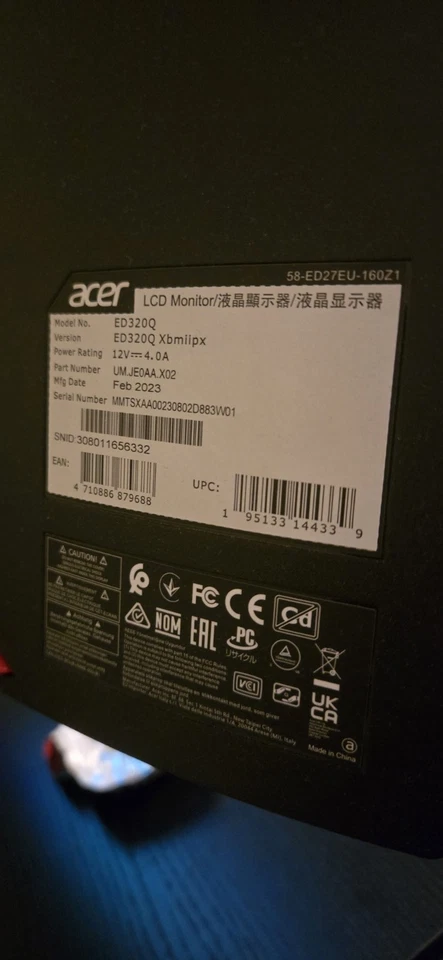 58-ED27EU-160Z1
acer
LCD Monitor/液晶顯示器/液晶显示器
Model No. ED320Q
Version ED320Q Xbmiipx
Power Rating 12V⎓4.0A
Part Number UM.JE0AA.X02
Mfg Date Feb 2023
Serial Number MMTSXAA00230802D883W01
SNID:308011656332
EAN:
4 710886 879688
UPC:
1 95133 14433 9
CAUTION!
FC CE Cd
NOM EAC PC
リサイクル
VCI
UK
CA
Made in China